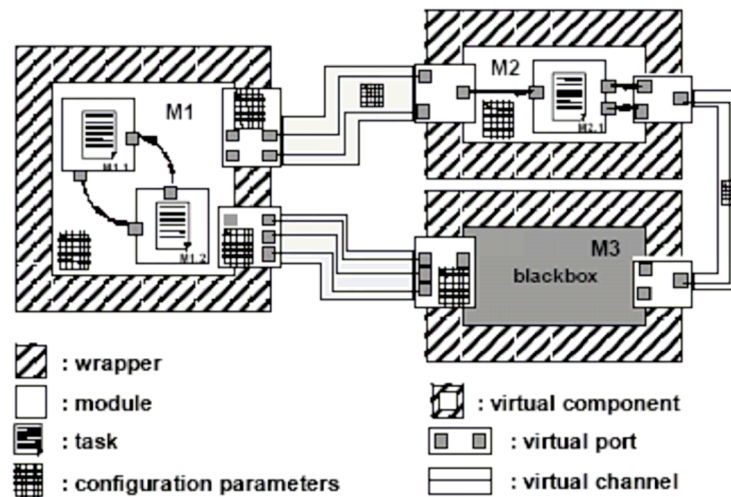 M1
M1.1
M1.2
M2
M2.1
M3
blackbox
: wrapper
: module
: task
: configuration parameters
: virtual component
: virtual port
: virtual channel